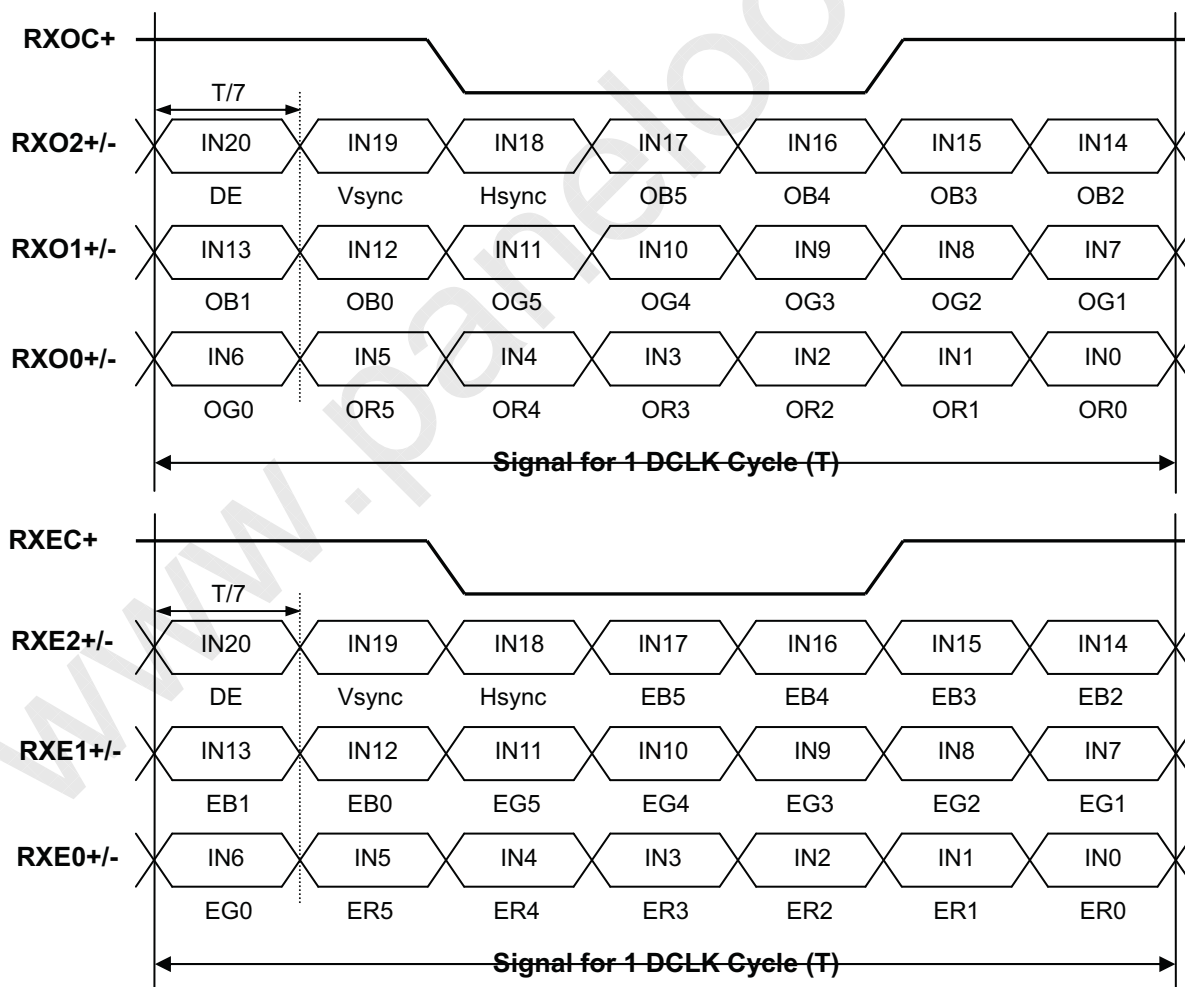 RXOC+
T/7
RXO2+/- IN20 IN19 IN18 IN17 IN16 IN15 IN14
DE Vsync Hsync OB5 OB4 OB3 OB2
RXO1+/- IN13 IN12 IN11 IN10 IN9 IN8 IN7
OB1 OB0 OG5 OG4 OG3 OG2 OG1
RXO0+/- IN6 IN5 IN4 IN3 IN2 IN1 IN0
OG0 OR5 OR4 OR3 OR2 OR1 OR0
Signal for 1 DCLK Cycle (T)
RXEC+
T/7
RXE2+/- IN20 IN19 IN18 IN17 IN16 IN15 IN14
DE Vsync Hsync EB5 EB4 EB3 EB2
RXE1+/- IN13 IN12 IN11 IN10 IN9 IN8 IN7
EB1 EB0 EG5 EG4 EG3 EG2 EG1
RXE0+/- IN6 IN5 IN4 IN3 IN2 IN1 IN0
EG0 ER5 ER4 ER3 ER2 ER1 ER0
Signal for 1 DCLK Cycle (T)
www.paneloo